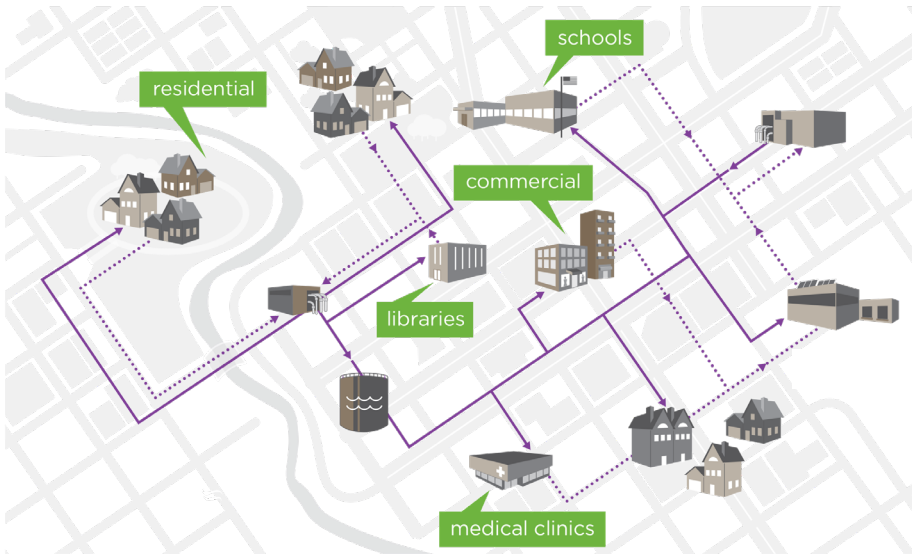 schools
residential
commercial
libraries
medical clinics